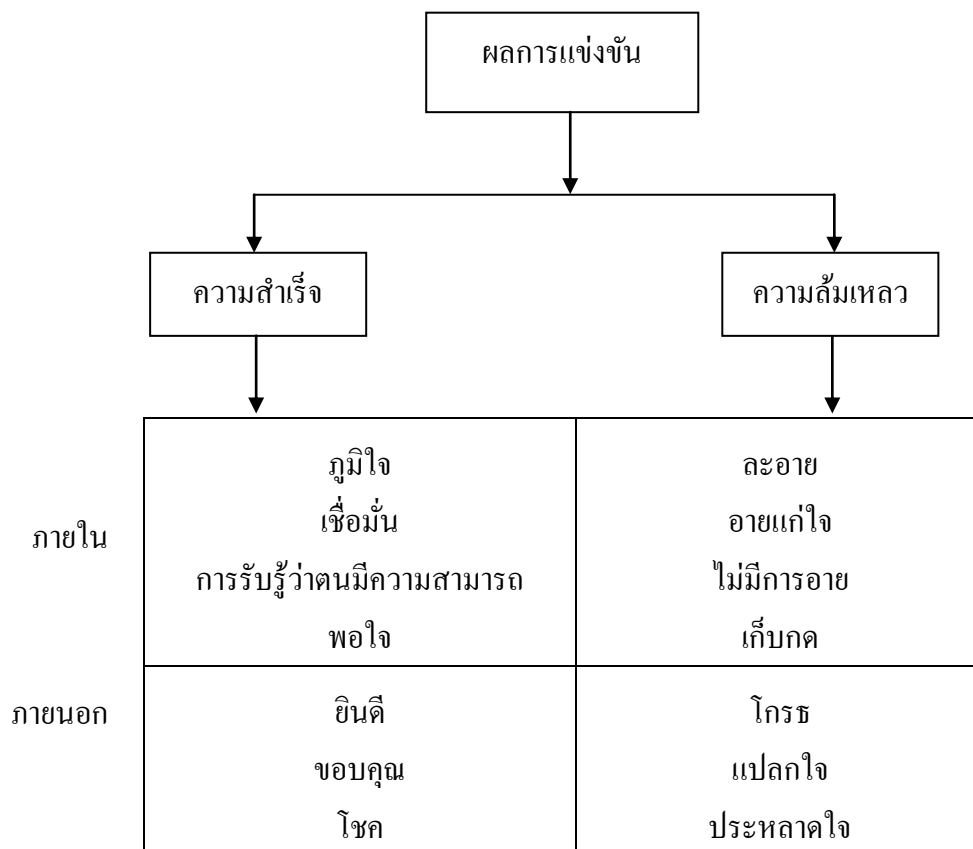 ผลการแข่งขัน
ความสำเร็จ
ความล้มเหลว
ภายใน
ภูมิใจ
เชื่อมั่น
การรับรู้ว่าตนมีความสามารถ
พอใจ
ละอาย
อายแก่ใจ
ไม่มีการอาย
เก็บกด
ภายนอก
ยินดี
ขอบคุณ
โชค
โกรธ
แปลกใจ
ประหลาดใจ